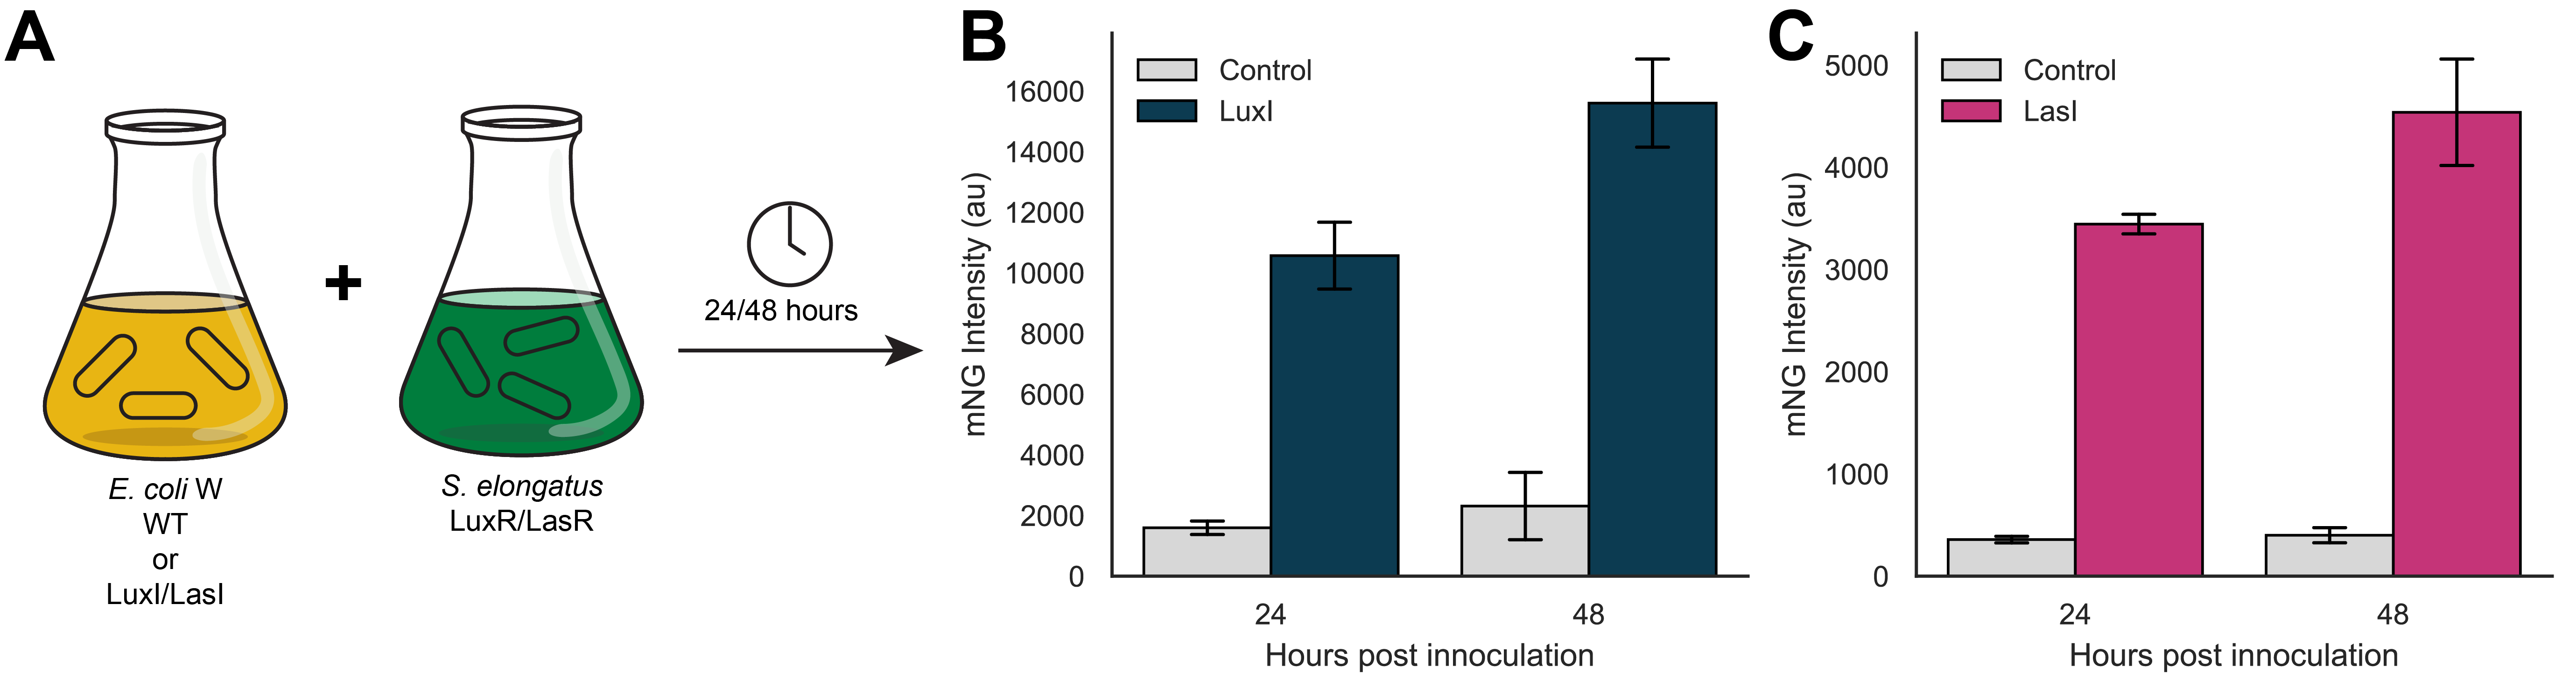 A
E. coli W
WT
or
LuxI/LasI
+
S. elongatus
LuxR/LasR
24/48 hours
B
Control
LuxI
mNG Intensity (au)
16000
14000
12000
10000
8000
6000
4000
2000
0
24
48
Hours post innoculation
C
Control
LasI
mNG Intensity (au)
5000
4000
3000
2000
1000
0
24
48
Hours post innoculation